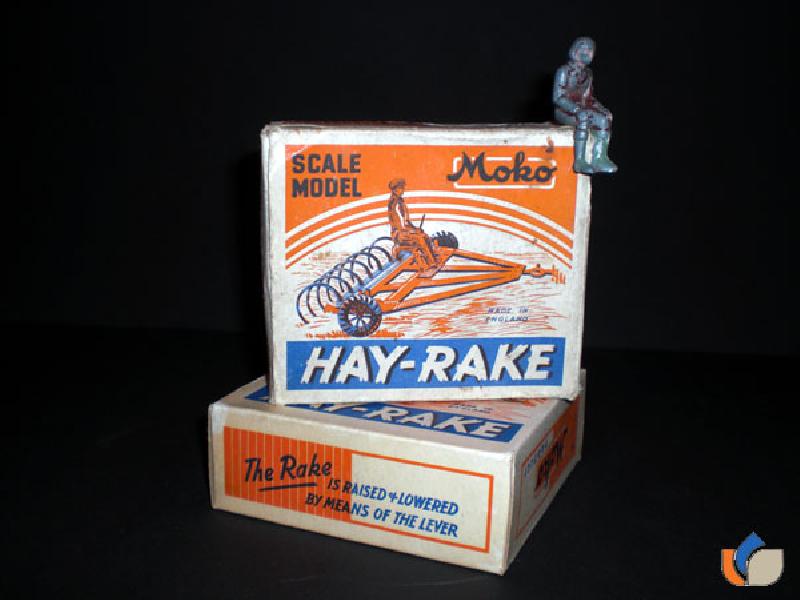 SCALE
MODEL
Moko
MADE IN
ENGLAND
HAY-RAKE
HAY-RAKE
The Rake
IS RAISED & LOWERED
BY MEANS OF THE LEVER